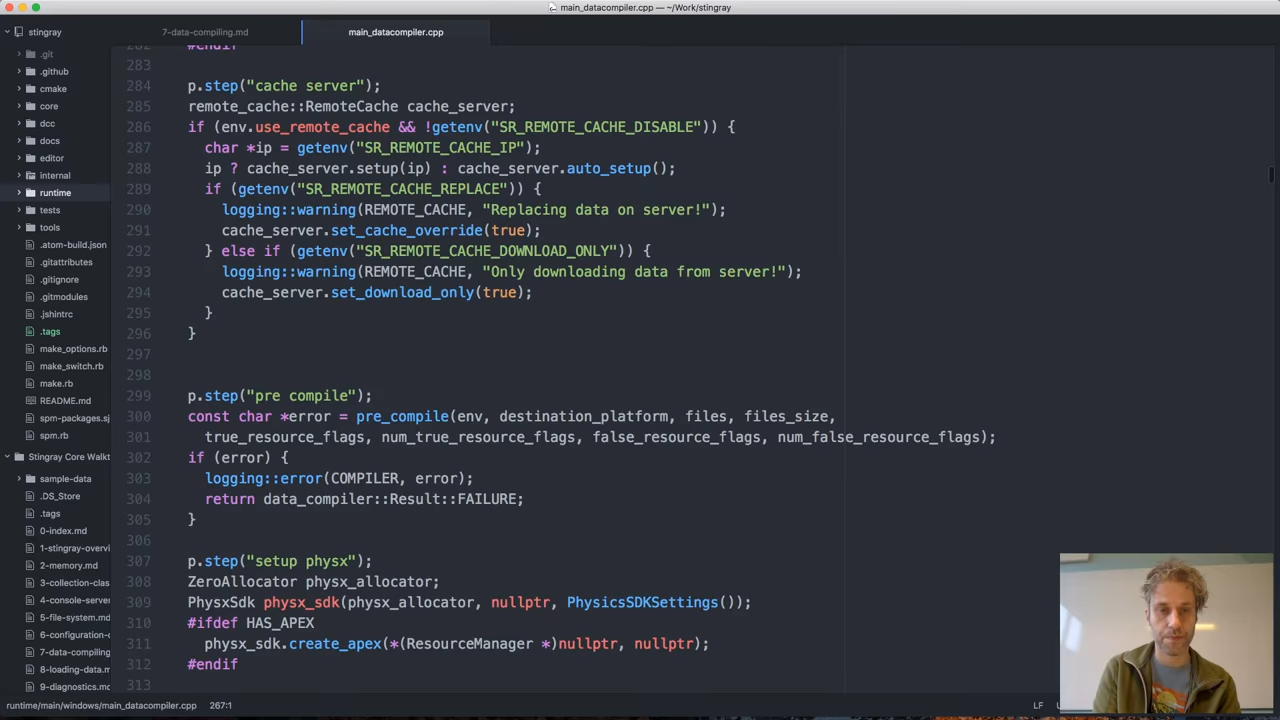 main_datacompiler.cpp — ~/Work/stingray
stingray
7-data-compiling.md
main_datacompiler.cpp
.git
.github
cmake
core
dcc
docs
editor
internal
runtime
tests
tools
.atom-build.json
.gitattributes
.gitignore
.gitmodules
.jshintrc
.tags
make_options.rb
make_switch.rb
make.rb
README.md
spm-packages.sj
spm.rb
Stingray Core Walkt
sample-data
.DS_Store
.tags
0-index.md
1-stingray-overvi
2-memory.md
3-collection-clas
4-console-server
5-file-system.md
6-configuration-d
7-data-compiling
8-loading-data.m
9-diagnostics.md
282 #endif
283
284 p.step("cache server");
285 remote_cache::RemoteCache cache_server;
286 if (env.use_remote_cache && !getenv("SR_REMOTE_CACHE_DISABLE")) {
287 char *ip = getenv("SR_REMOTE_CACHE_IP");
288 ip ? cache_server.setup(ip) : cache_server.auto_setup();
289 if (getenv("SR_REMOTE_CACHE_REPLACE")) {
290 logging::warning(REMOTE_CACHE, "Replacing data on server!");
291 cache_server.set_cache_override(true);
292 } else if (getenv("SR_REMOTE_CACHE_DOWNLOAD_ONLY")) {
293 logging::warning(REMOTE_CACHE, "Only downloading data from server!");
294 cache_server.set_download_only(true);
295 }
296 }
297
298
299 p.step("pre compile");
300 const char *error = pre_compile(env, destination_platform, files, files_size,
301 true_resource_flags, num_true_resource_flags, false_resource_flags, num_false_resource_flags);
302 if (error) {
303 logging::error(COMPILER, error);
304 return data_compiler::Result::FAILURE;
305 }
306
307 p.step("setup physx");
308 ZeroAllocator physx_allocator;
309 PhysxSdk physx_sdk(physx_allocator, nullptr, PhysicsSDKSettings());
310 #ifdef HAS_APEX
311 physx_sdk.create_apex(*(ResourceManager *)nullptr, nullptr);
312 #endif
313
runtime/main/windows/main_datacompiler.cpp 267:1
LF